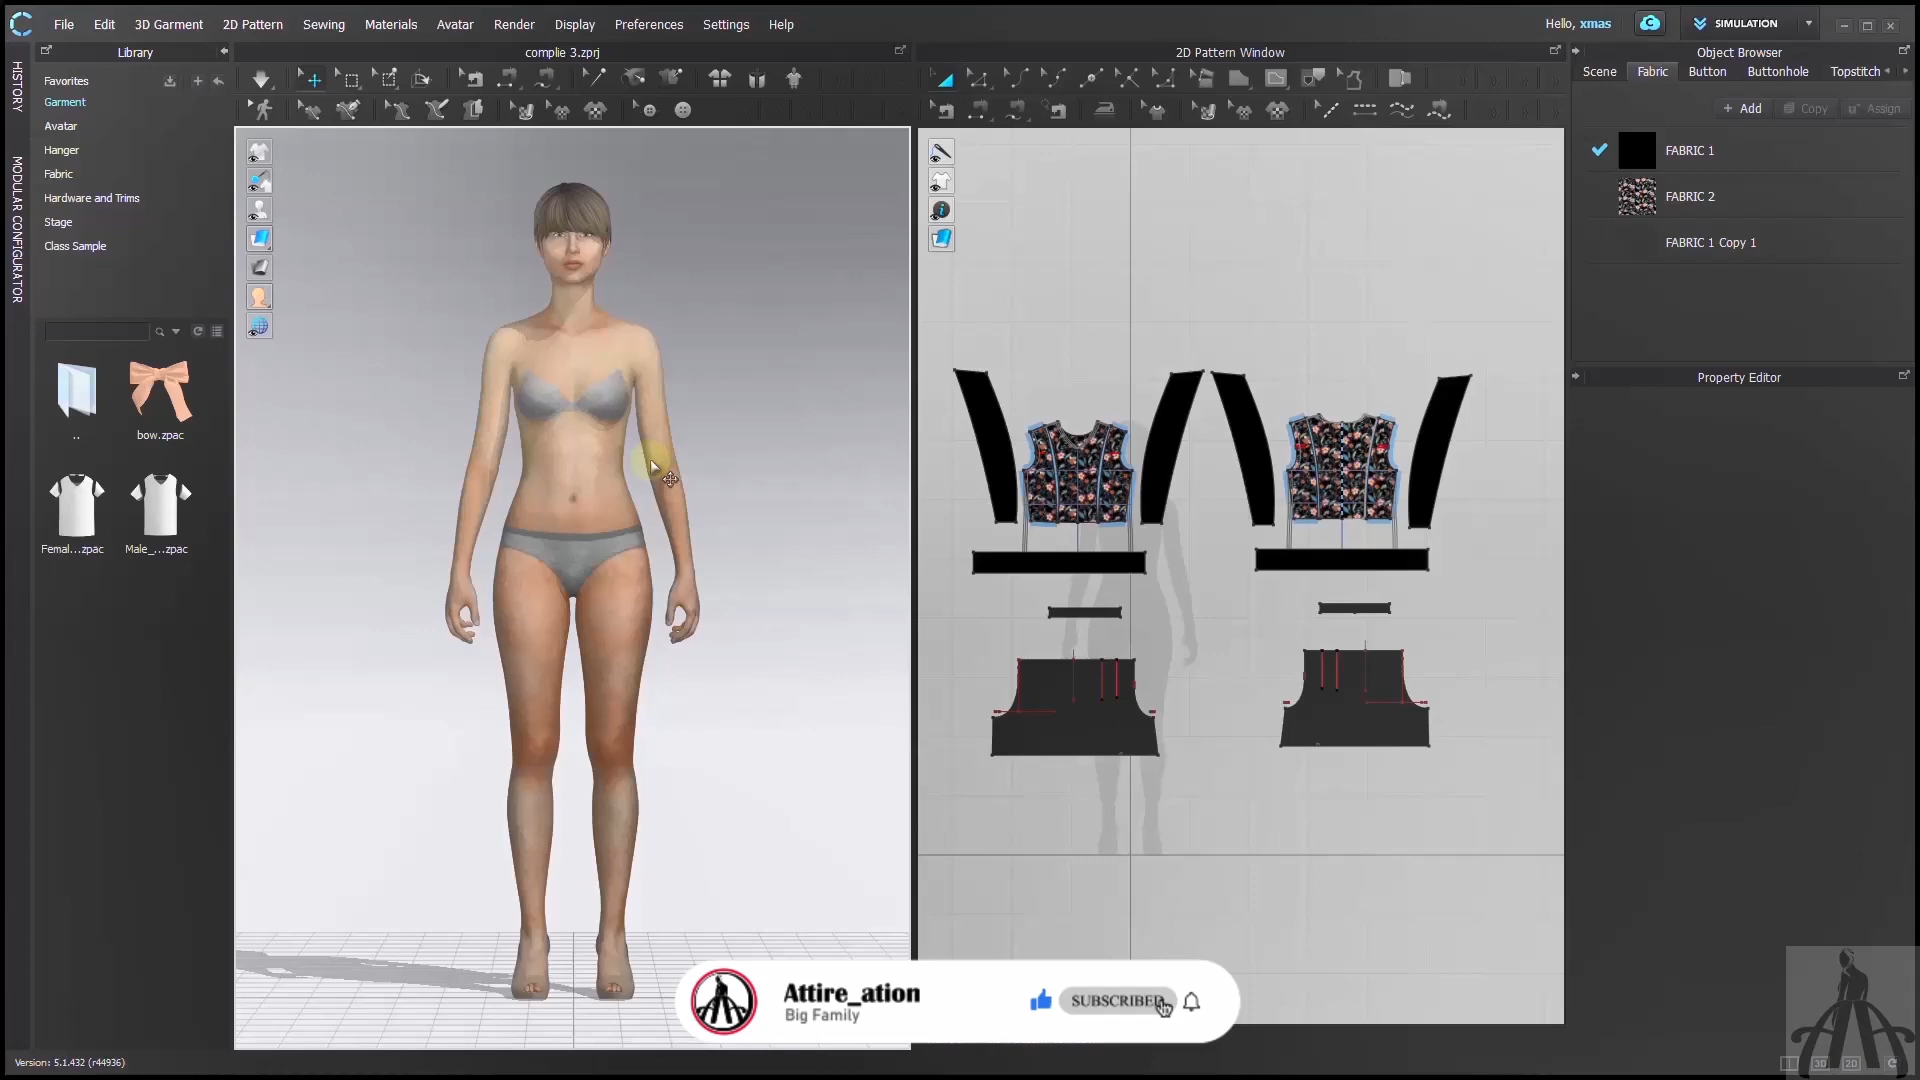 File Edit 3D Garment 2D Pattern Sewing Materials Avatar Render Display Preferences Settings Help
Hello, xmas
SIMULATION
Library
complie 3.zprj
2D Pattern Window
Object Browser
HISTORY
MODULAR CONFIGURATOR
Favorites
Garment
Avatar
Hanger
Fabric
Hardware and Trims
Stage
Class Sample
..
bow.zpac
Femal...zpac
Male_...zpac
Scene Fabric Button Buttonhole Topstitch
+ Add Copy Assign
FABRIC 1
FABRIC 2
FABRIC 1 Copy 1
Property Editor
Attire_ation
Big Family
SUBSCRIBED
Version: 5.1.432 (r44936)
3D 2D